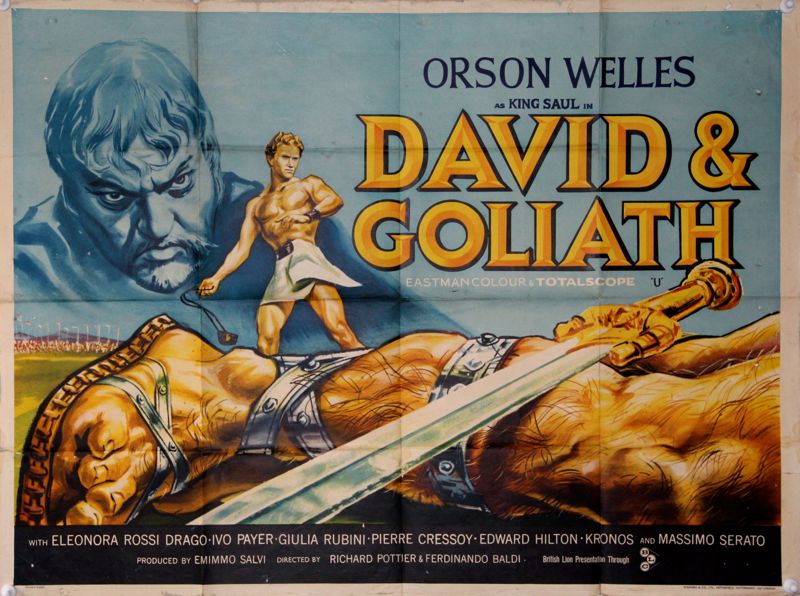 ORSON WELLES
AS KING SAUL IN
DAVID &
GOLIATH
EASTMANCOLOUR & TOTALSCOPE 'U'
WITH ELEONORA ROSSI DRAGO · IVO PAYER · GIULIA RUBINI · PIERRE CRESSOY · EDWARD HILTON · KRONOS AND MASSIMO SERATO
PRODUCED BY EMIMMO SALVI DIRECTED BY RICHARD POTTIER & FERDINANDO BALDI British Lion Presentation Through BLC